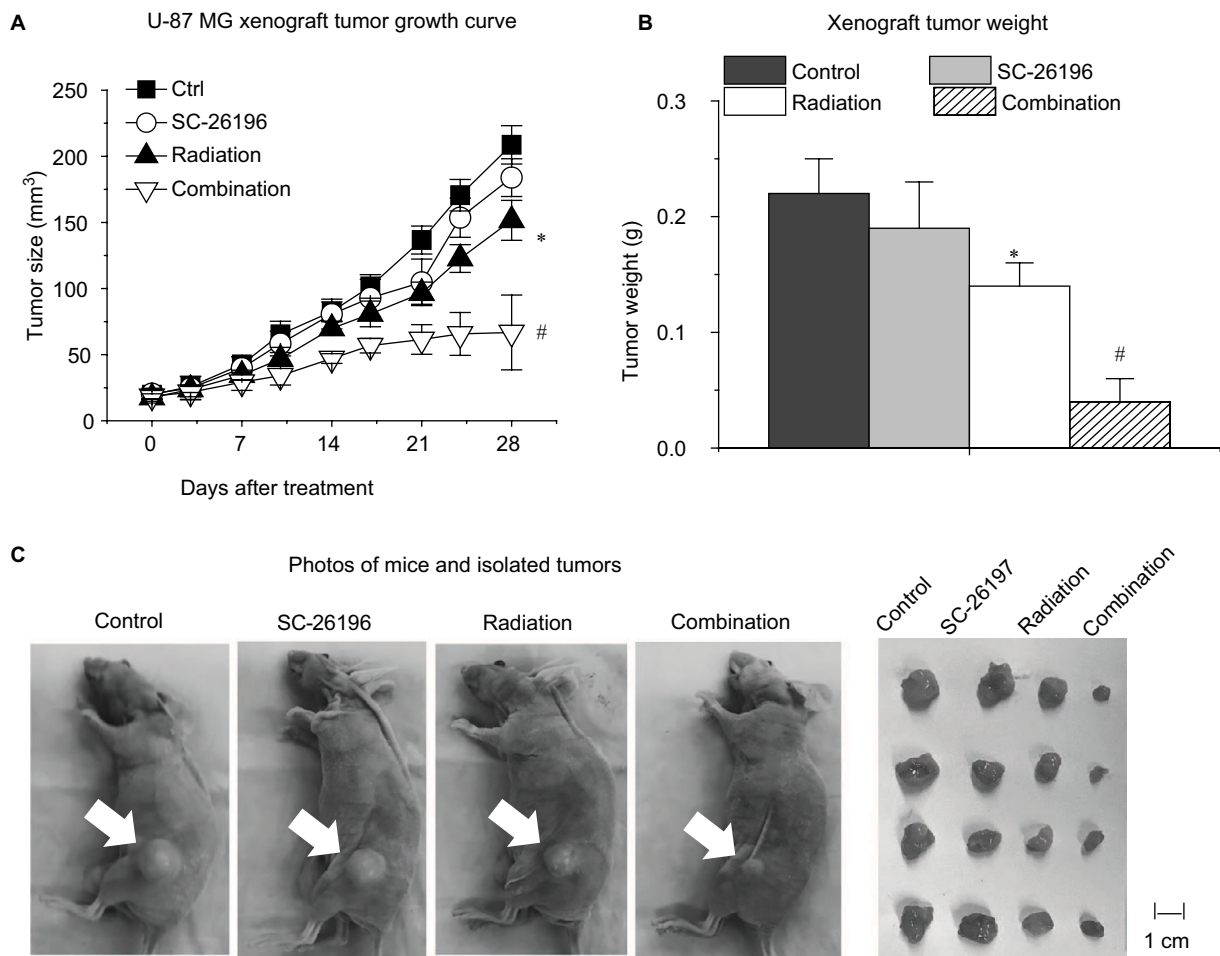 A
U-87 MG xenograft tumor growth curve
250
200
150
100
50
0
Tumor size (mm³)
Ctrl
SC-26196
Radiation
Combination
*
#
0 7 14 21 28
Days after treatment
B
Xenograft tumor weight
Control SC-26196
Radiation Combination
0.3
0.2
0.1
0.0
Tumor weight (g)
*
#
C
Photos of mice and isolated tumors
Control SC-26196 Radiation Combination
Control SC-26197 Radiation Combination
1 cm